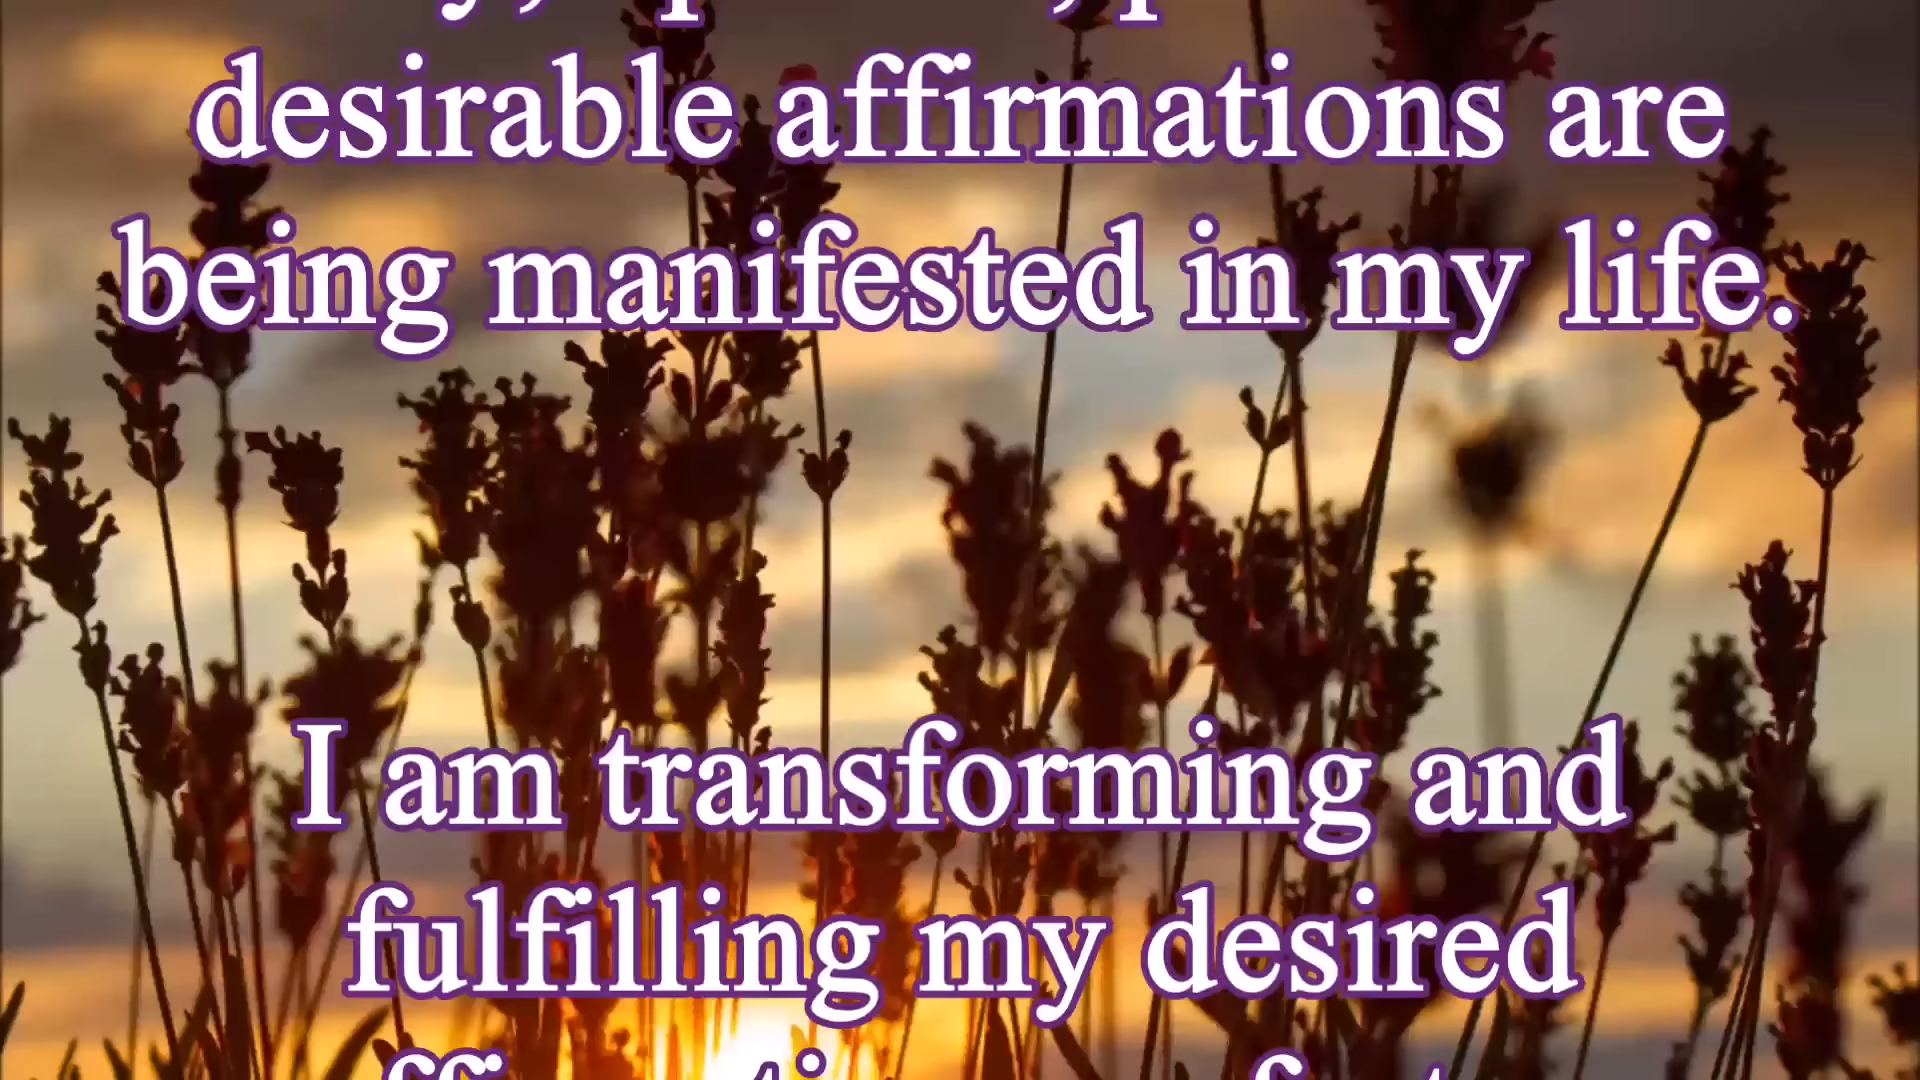 desirable affirmations are
being manifested in my life.
I am transforming and
fulfilling my desired